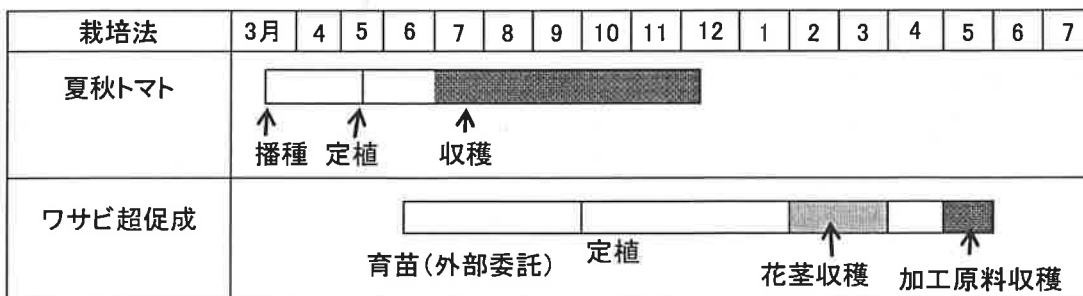 栽培法 3月 4 5 6 7 8 9 10 11 12 1 2 3 4 5 6 7
夏秋トマト
播種 定植 収穫
ワサビ超促成
育苗(外部委託) 定植 花茎収穫 加工原料収穫